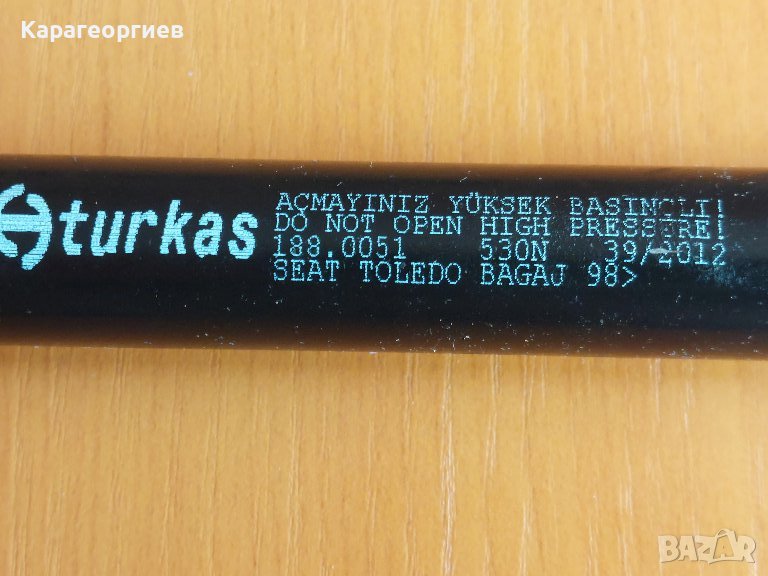 Карагеоргиев
turkas
AÇMAYINIZ YÜKSEK BASINÇLI!
DO NOT OPEN HIGH PRESSURE!
188.0051 530N 39/2012
SEAT TOLEDO BAGAJ 98>
BAZAR